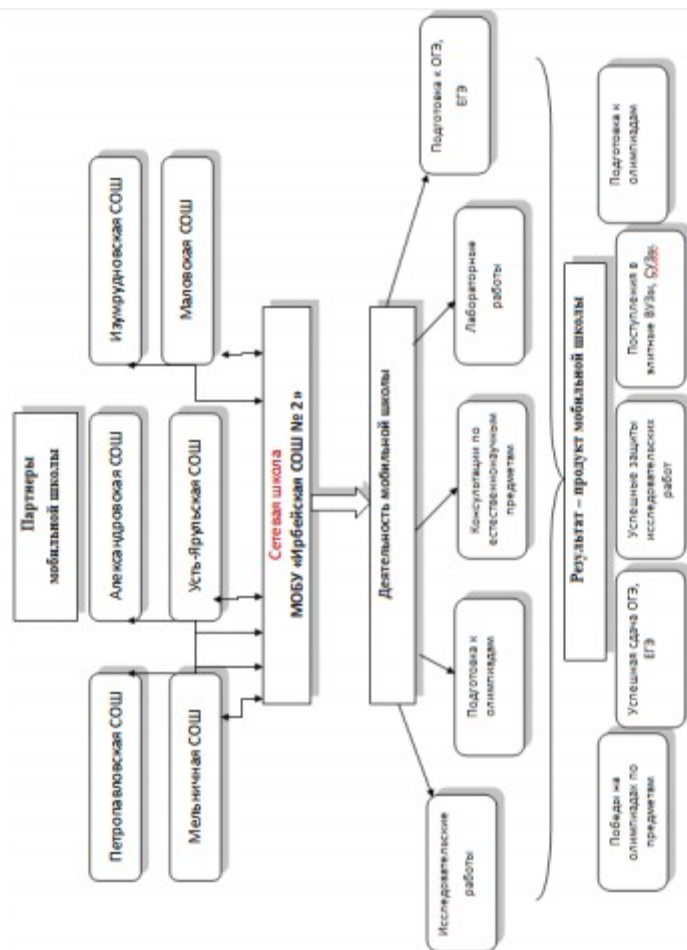 Партнеры
мобильной школы
Петропавловская СОШ
Александровская СОШ
Изумрудновская СОШ
Мельничная СОШ
Усть-Ярульская СОШ
Маловская СОШ
Сетевая школа
МОБУ «Ирбейская СОШ № 2»
Деятельность мобильной школы
Исследовательские
работы
Подготовка к
олимпиадам
Консультации по
естественнонаучным
предметам
Лабораторные
работы
Подготовка к ОГЭ,
ЕГЭ
Результат – продукт мобильной школы
Победы на
олимпиадах по
предметам
Успешная сдача ОГЭ,
ЕГЭ
Успешные защиты
исследовательских
работ
Поступления в
элитные ВУЗы, СУЗы
Подготовка к
олимпиадам